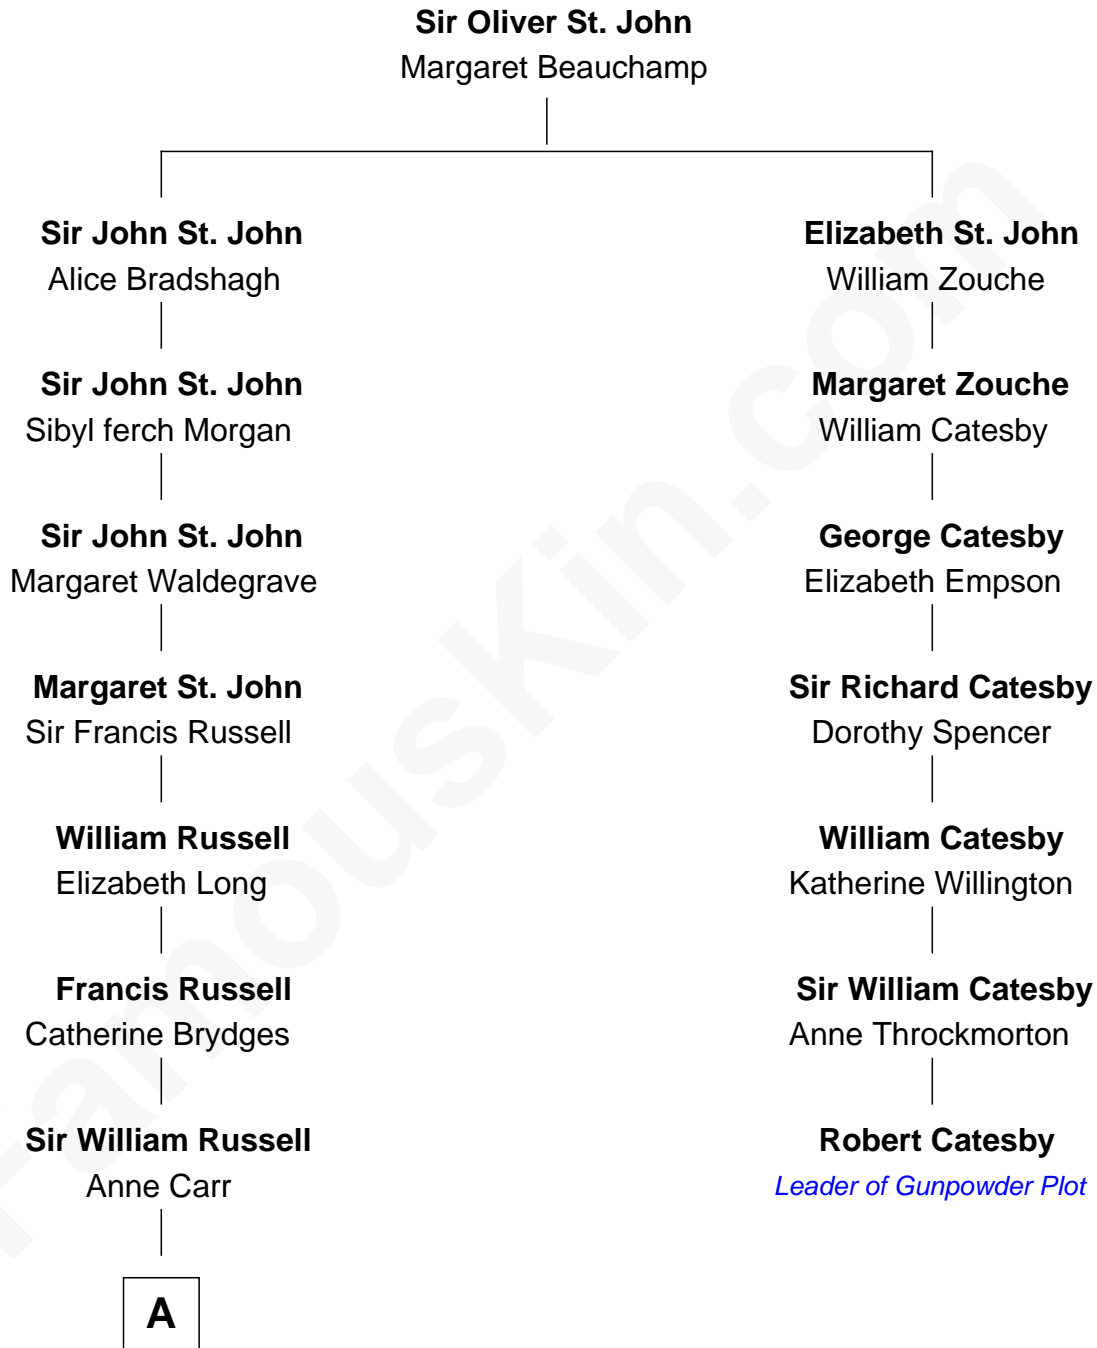 Sir Oliver St. John
Margaret Beauchamp
Sir John St. John
Alice Bradshagh
Elizabeth St. John
William Zouche
Sir John St. John
Sibyl ferch Morgan
Margaret Zouche
William Catesby
Sir John St. John
Margaret Waldegrave
George Catesby
Elizabeth Empson
Margaret St. John
Sir Francis Russell
Sir Richard Catesby
Dorothy Spencer
William Russell
Elizabeth Long
William Catesby
Katherine Willington
Francis Russell
Catherine Brydges
Sir William Catesby
Anne Throckmorton
Sir William Russell
Anne Carr
Robert Catesby
Leader of Gunpowder Plot
A
FamousKin.com